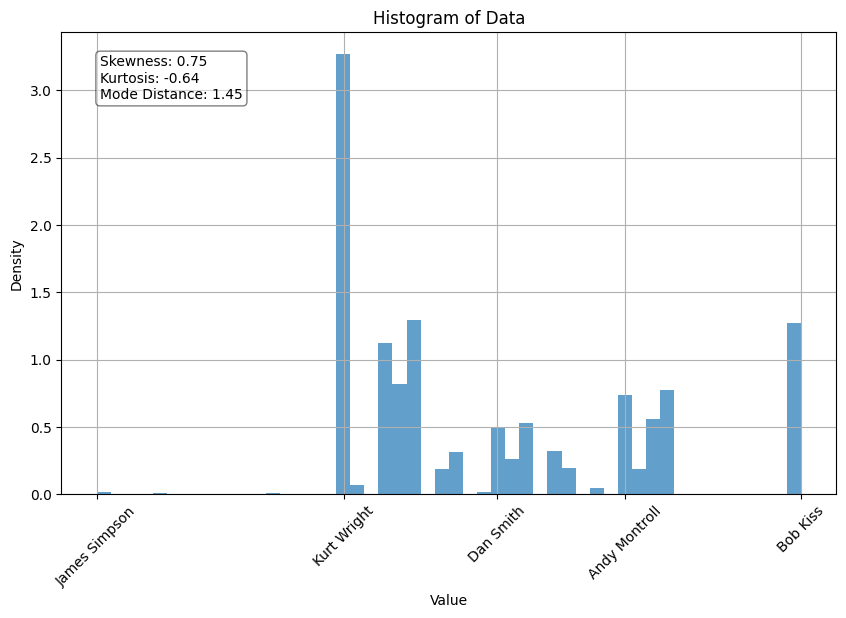 Histogram of Data
Skewness: 0.75
Kurtosis: -0.64
Mode Distance: 1.45
Density
3.0
2.5
2.0
1.5
1.0
0.5
0.0
James Simpson
Kurt Wright
Dan Smith
Andy Montroll
Bob Kiss
Value